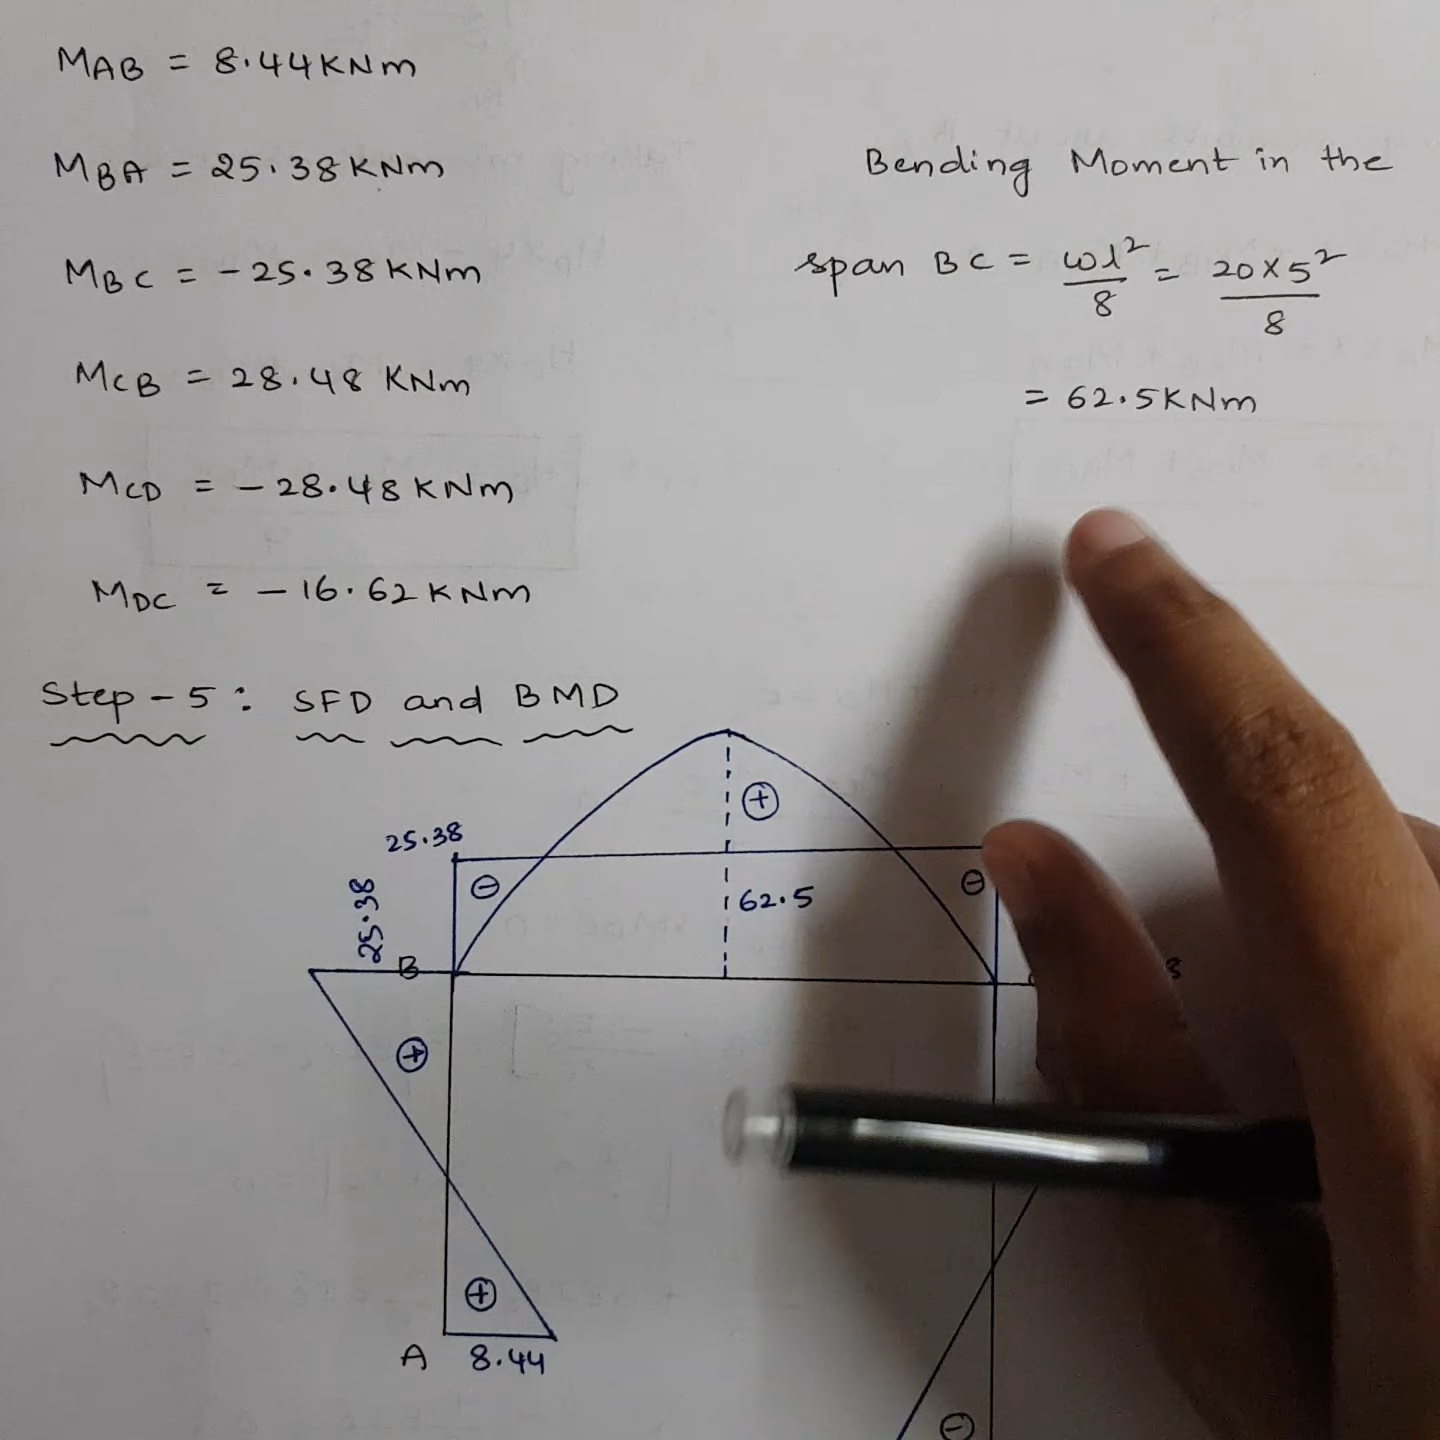 MAB = 8.44KNm
MBA = 25.38KNm
MBC = -25.38KNm
MCB = 28.48 KNm
MCD = -28.48KNm
MDC = -16.62KNm
Bending Moment in the
span BC = ωl²/8 = 20×5²/8
= 62.5KNm
Step-5: SFD and BMD
25.38
25.38
+
-
-
62.5
B
+
+
A 8.44
-